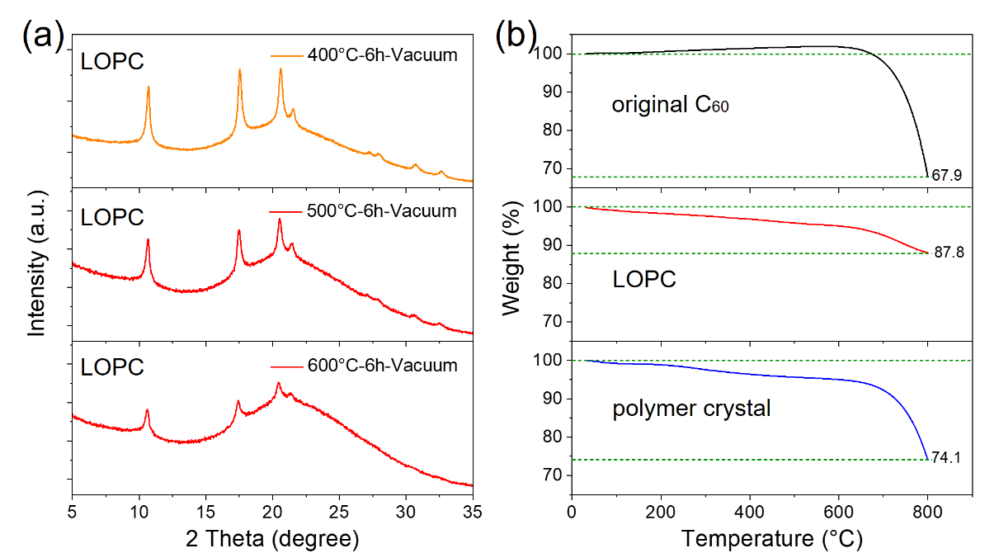 (a)
LOPC
400°C-6h-Vacuum
LOPC
500°C-6h-Vacuum
LOPC
600°C-6h-Vacuum
Intensity (a.u.)
5 10 15 20 25 30 35
2 Theta (degree)
(b)
100
90
80
70
original C60
67.9
100
90
80
70
LOPC
87.8
100
90
80
70
polymer crystal
74.1
Weight (%)
0 200 400 600 800
Temperature (°C)